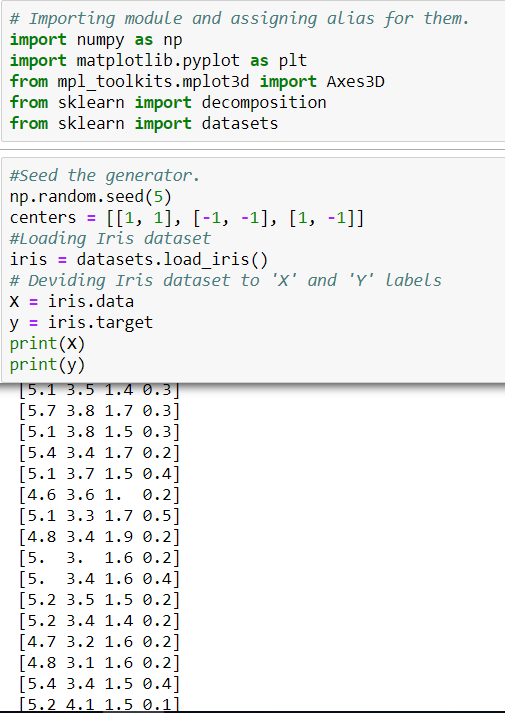 # Importing module and assigning alias for them.
import numpy as np
import matplotlib.pyplot as plt
from mpl_toolkits.mplot3d import Axes3D
from sklearn import decomposition
from sklearn import datasets
#Seed the generator.
np.random.seed(5)
centers = [[1, 1], [-1, -1], [1, -1]]
#Loading Iris dataset
iris = datasets.load_iris()
# Deviding Iris dataset to 'X' and 'Y' labels
X = iris.data
y = iris.target
print(X)
print(y)
[5.1 3.5 1.4 0.3]
[5.7 3.8 1.7 0.3]
[5.1 3.8 1.5 0.3]
[5.4 3.4 1.7 0.2]
[5.1 3.7 1.5 0.4]
[4.6 3.6 1.  0.2]
[5.1 3.3 1.7 0.5]
[4.8 3.4 1.9 0.2]
[5.  3.  1.6 0.2]
[5.  3.4 1.6 0.4]
[5.2 3.5 1.5 0.2]
[5.2 3.4 1.4 0.2]
[4.7 3.2 1.6 0.2]
[4.8 3.1 1.6 0.2]
[5.4 3.4 1.5 0.4]
[5.2 4.1 1.5 0.1]